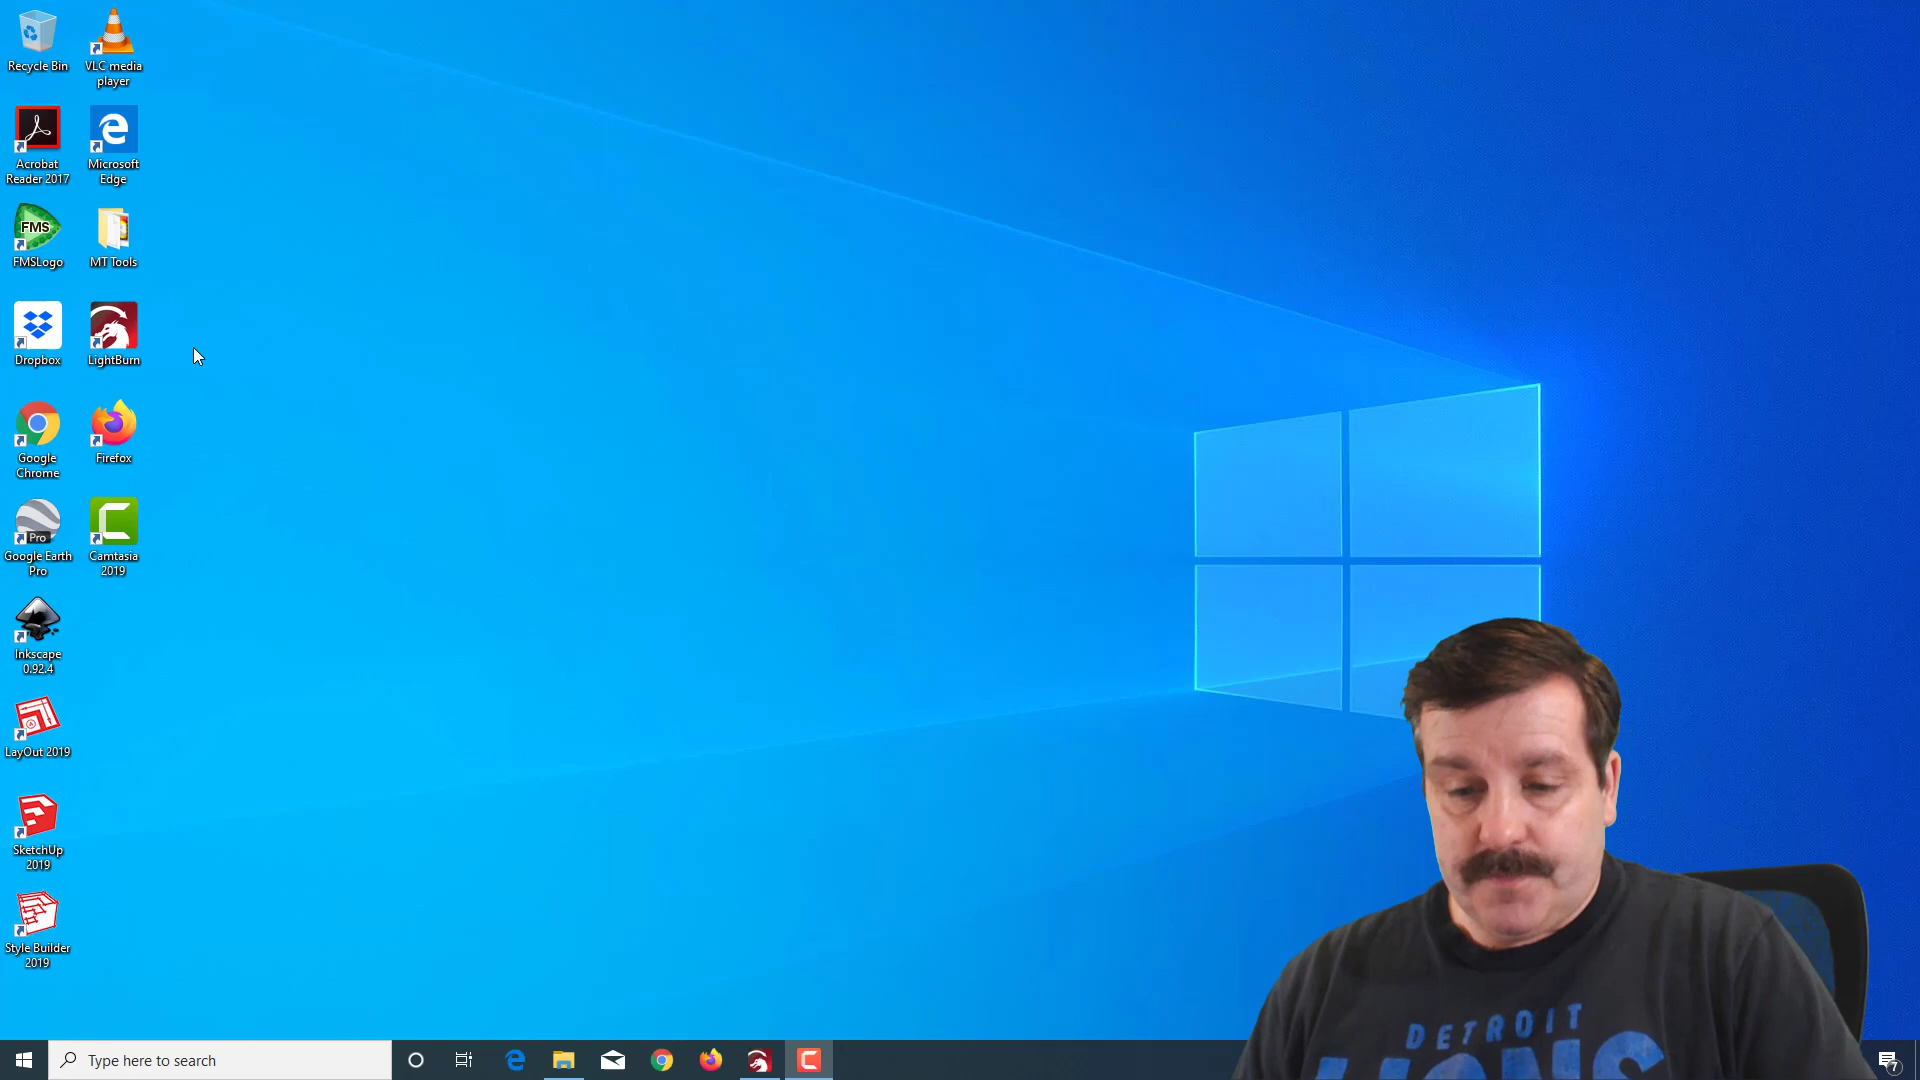 Recycle Bin
VLC media
player
Acrobat
Reader 2017
Microsoft
Edge
FMS
FMSLogo
MT Tools
Dropbox
LightBurn
Google
Chrome
Firefox
Pro
Google Earth
Pro
Camtasia
2019
Inkscape
0.92.4
LayOut 2019
SketchUp
2019
Style Builder
2019
DETROIT
LIONS
Type here to search
7